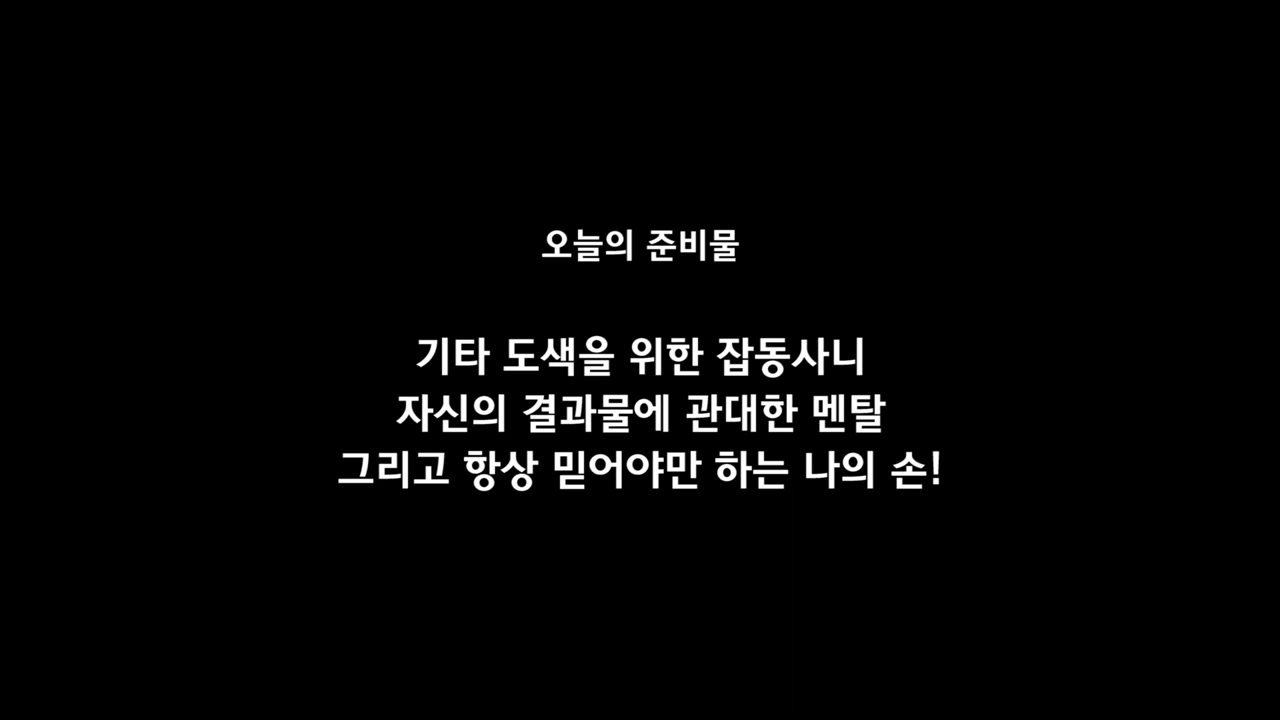 오늘의 준비물
기타 도색을 위한 잡동사니
자신의 결과물에 관대한 멘탈
그리고 항상 믿어야만 하는 나의 손!